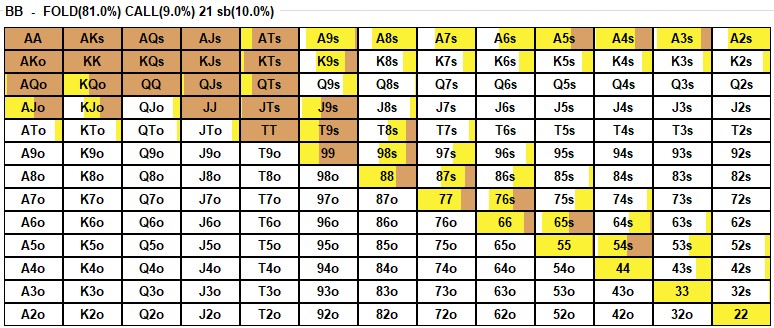 BB - FOLD(81.0%) CALL(9.0%) 21 sb(10.0%)
AA AKs AQs AJs ATs A9s A8s A7s A6s A5s A4s A3s A2s
AKo KK KQs KJs KTs K9s K8s K7s K6s K5s K4s K3s K2s
AQo KQo QQ QJs QTs Q9s Q8s Q7s Q6s Q5s Q4s Q3s Q2s
AJo KJo QJo JJ JTs J9s J8s J7s J6s J5s J4s J3s J2s
ATo KTo QTo JTo TT T9s T8s T7s T6s T5s T4s T3s T2s
A9o K9o Q9o J9o T9o 99 98s 97s 96s 95s 94s 93s 92s
A8o K8o Q8o J8o T8o 98o 88 87s 86s 85s 84s 83s 82s
A7o K7o Q7o J7o T7o 97o 87o 77 76s 75s 74s 73s 72s
A6o K6o Q6o J6o T6o 96o 86o 76o 66 65s 64s 63s 62s
A5o K5o Q5o J5o T5o 95o 85o 75o 65o 55 54s 53s 52s
A4o K4o Q4o J4o T4o 94o 84o 74o 64o 54o 44 43s 42s
A3o K3o Q3o J3o T3o 93o 83o 73o 63o 53o 43o 33 32s
A2o K2o Q2o J2o T2o 92o 82o 72o 62o 52o 42o 32o 22